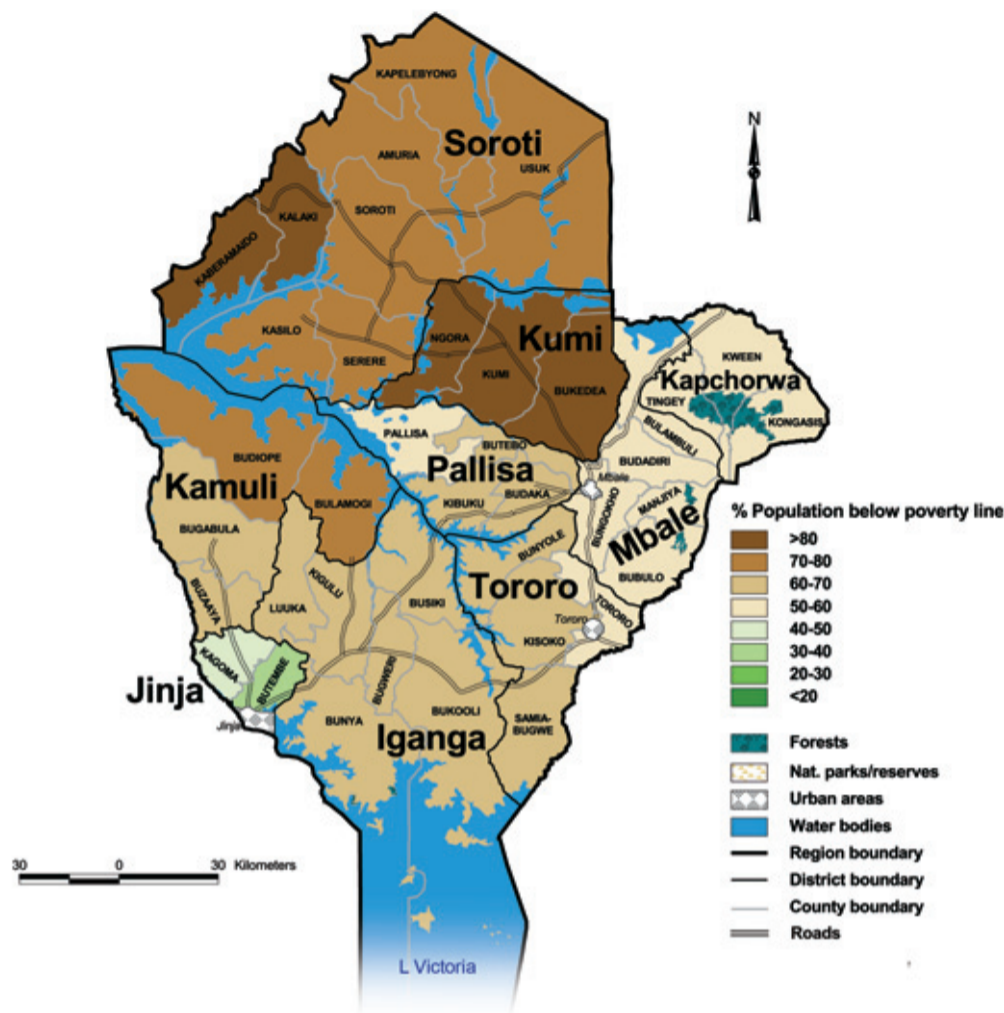 KAPELEBYONG
N
Soroti
AMURIA
USUK
KALAKI
SOROTI
KABERAMAIDO
KASILO
NGORA
Kumi
SERERE
KUMI
BUKEDEA
KWEEN
Kapchorwa
TINGEY
KONGASIS
PALLISA
BULAMBULI
BUTEBO
BUDIOPE
Pallisa
BUDADIRI
Mbale
Kamuli
BUDAKA
MANJIYA
BULAMOGI
KIBUKU
BUNGOKHO
BUGABULA
Mbale
BUNYOLE
BUBULO
KIGULU
Tororo
BUZAAYA
LUUKA
BUSIKI
TORORO
Tororo
KISOKO
KAGOMA
BUTEMBE
BUGWERI
Jinja
Jinja
BUNYA
BUKOOLI
SAMIA-
BUGWE
Iganga
L Victoria
% Population below poverty line
>80
70-80
60-70
50-60
40-50
30-40
20-30
<20
Forests
Nat. parks/reserves
Urban areas
Water bodies
Region boundary
District boundary
County boundary
Roads
30 0 30 Kilometers